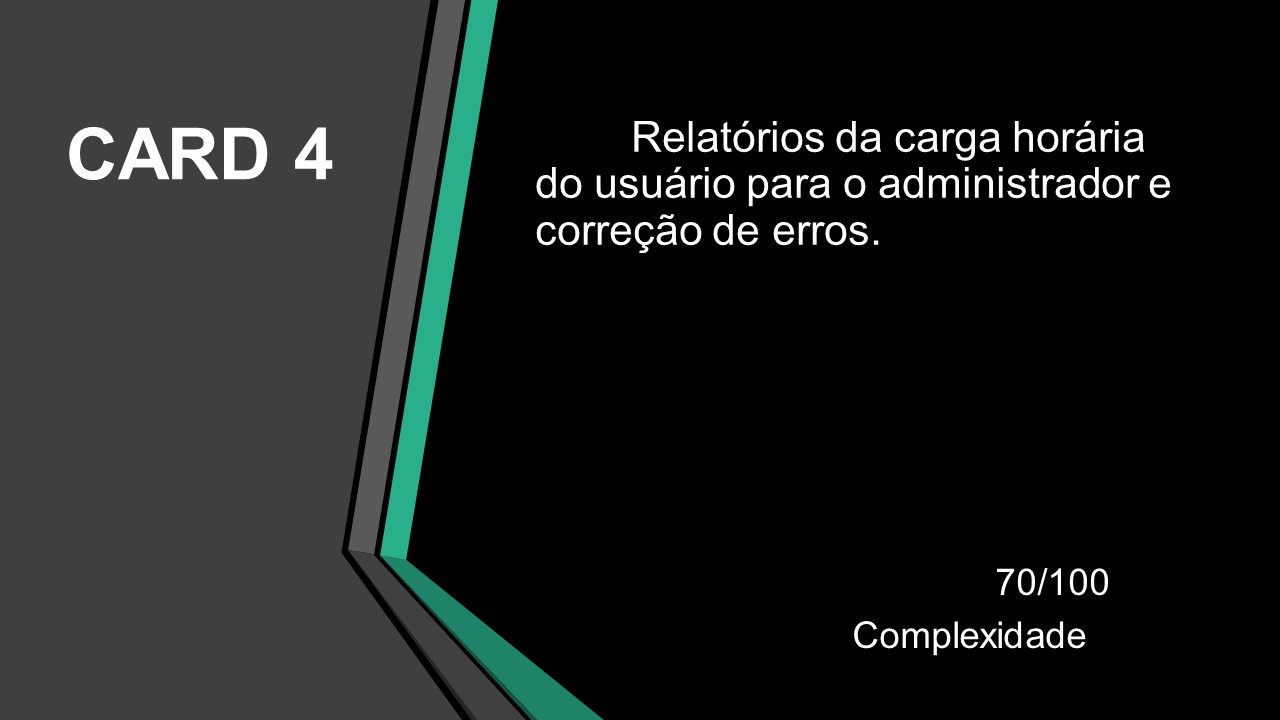 CARD 4
Relatórios da carga horária
do usuário para o administrador e
correção de erros.
70/100
Complexidade